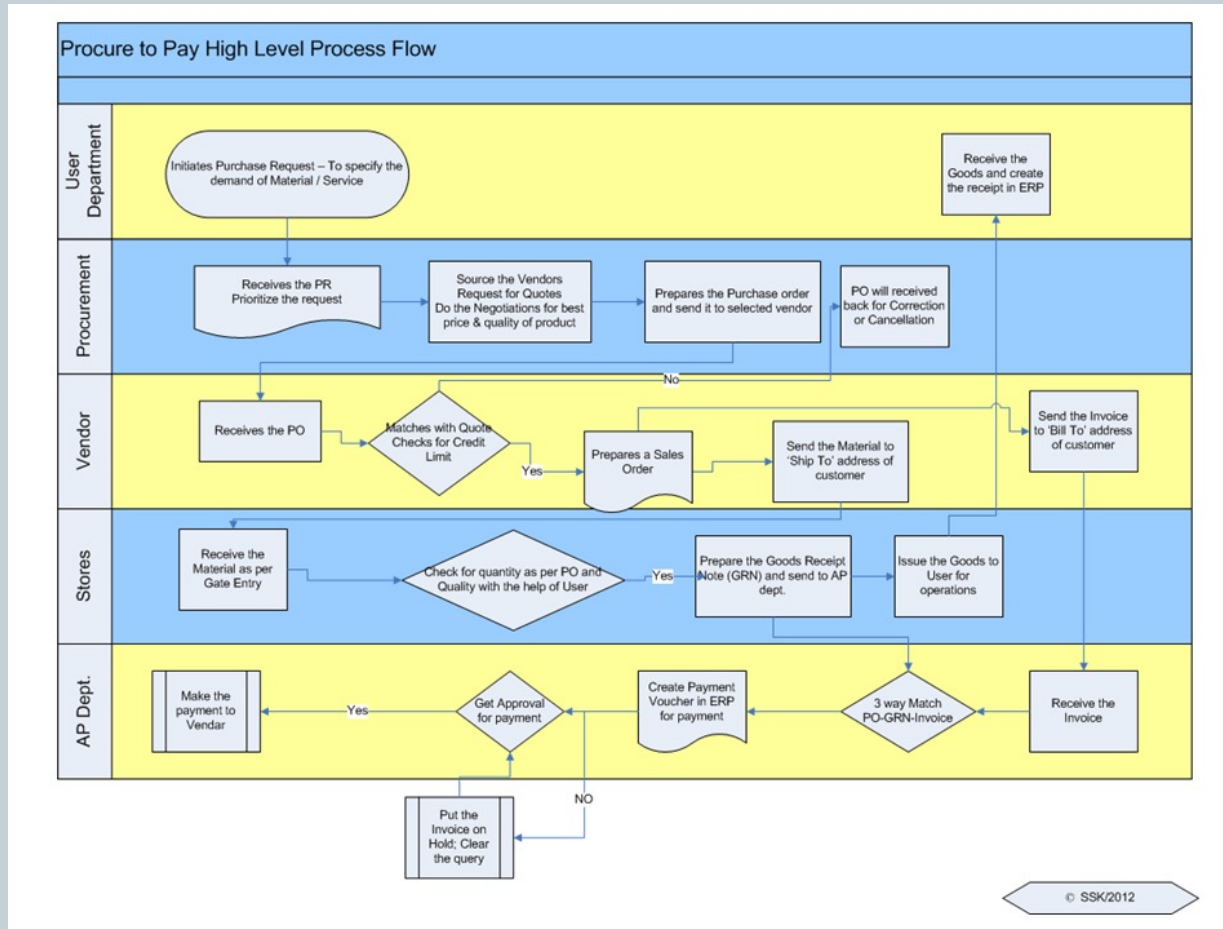 Procure to Pay High Level Process Flow
User
Department
Initiates Purchase Request – To specify the
demand of Material / Service
Receive the
Goods and create
the receipt in ERP
Procurement
Receives the PR
Prioritize the request
Source the Vendors
Request for Quotes
Do the Negotiations for best
price & quality of product
Prepares the Purchase order
and send it to selected vendor
PO will received
back for Correction
or Cancellation
No
Vendor
Receives the PO
Matches with Quote
Checks for Credit
Limit
Yes
Prepares a Sales
Order
Send the Material to
‘Ship To’ address of
customer
Send the Invoice
to ‘Bill To’ address
of customer
Stores
Receive the
Material as per
Gate Entry
Check for quantity as per PO and
Quality with the help of User
Yes
Prepare the Goods Receipt
Note (GRN) and send to AP
dept.
Issue the Goods to
User for
operations
AP Dept.
Make the
payment to
Vendar
Yes
Get Approval
for payment
Create Payment
Voucher in ERP
for payment
3 way Match
PO-GRN-Invoice
Receive the
Invoice
NO
Put the
Invoice on
Hold; Clear
the query
© SSK/2012